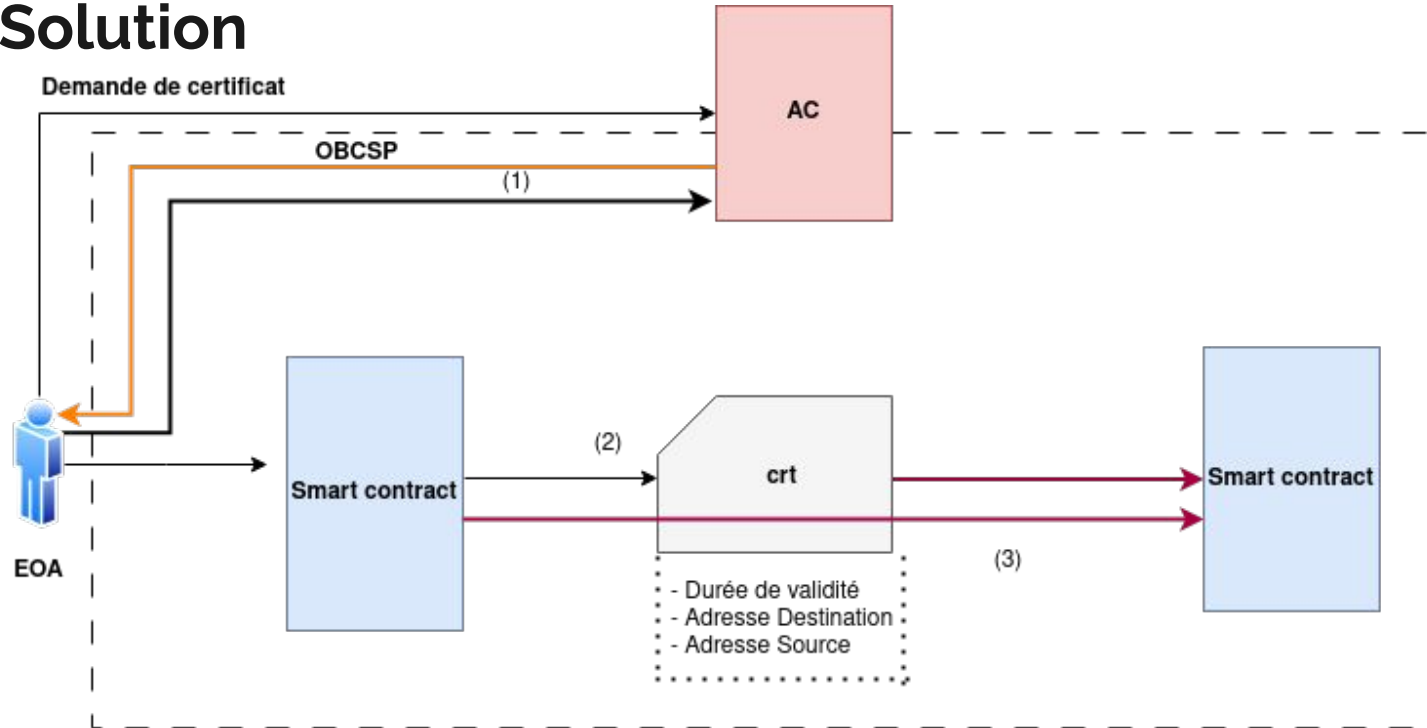 Solution
Demande de certificat
AC
OBCSP
(1)
(2)
crt
Smart contract
Smart contract
(3)
EOA
- Durée de validité
- Adresse Destination
- Adresse Source